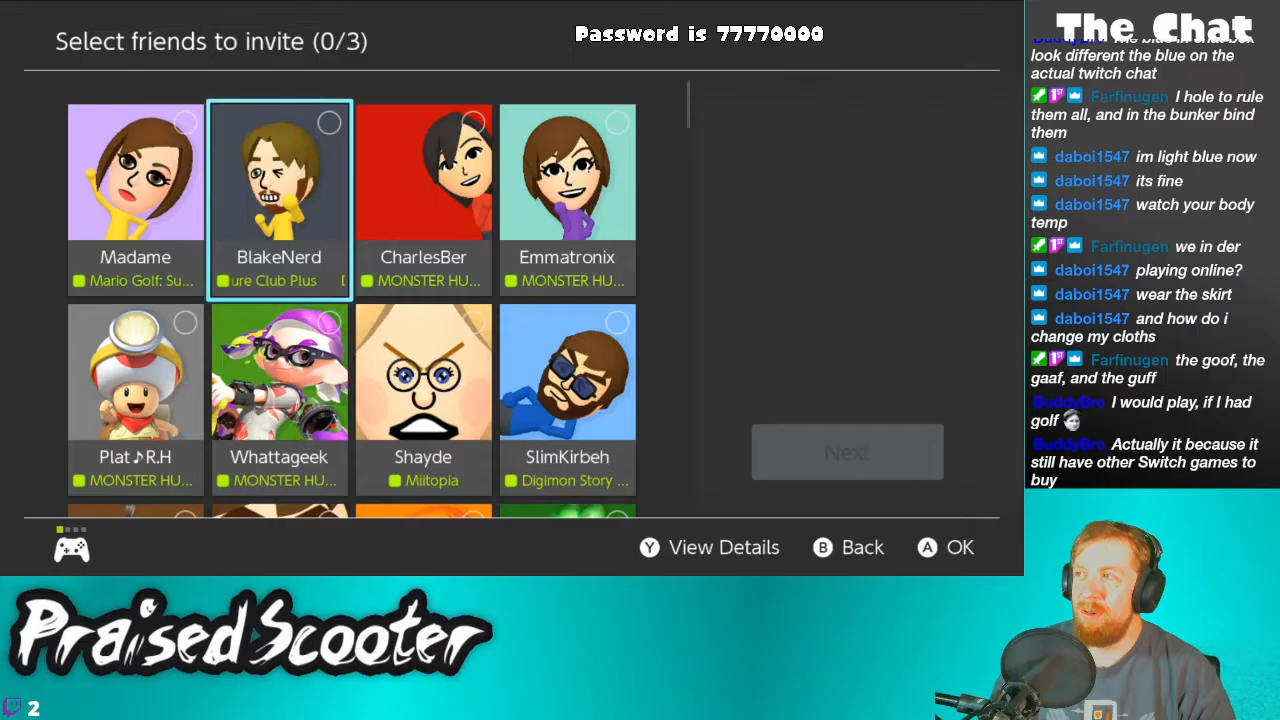 Select friends to invite (0/3)
Password is 77770000
Madame
Mario Golf: Su...
BlakeNerd
ure Club Plus
CharlesBer
MONSTER HU...
Emmatronix
MONSTER HU...
Plat♪R.H
MONSTER HU...
Whattageek
MONSTER HU...
Shayde
Miitopia
SlimKirbeh
Digimon Story ...
Next
Y View Details
B Back
A OK
PraisedScooter
2
The Chat
look different the blue on the
actual twitch chat
Farfinugen I hole to rule
them all, and in the bunker bind
them
daboi1547 im light blue now
daboi1547 its fine
daboi1547 watch your body
temp
Farfinugen we in der
daboi1547 playing online?
daboi1547 wear the skirt
daboi1547 and how do i
change my cloths
Farfinugen the goof, the
gaaf, and the guff
BuddyBro I would play, if I had
golf
BuddyBro Actually it because it
still have other Switch games to
buy